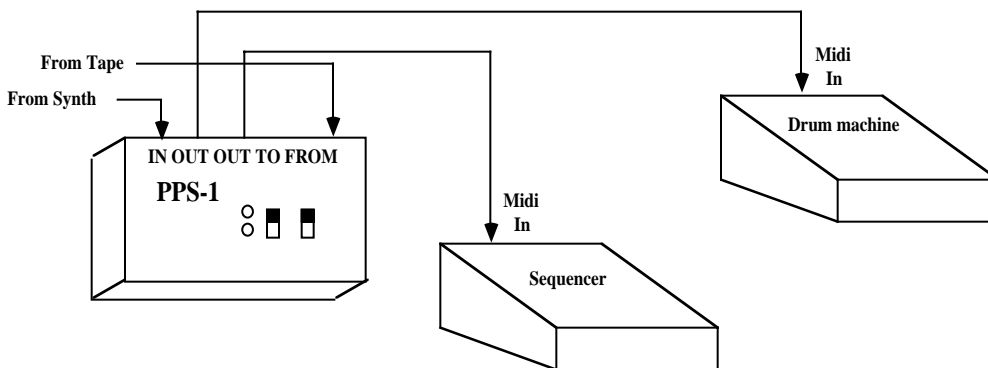 From Tape
From Synth
IN OUT OUT TO FROM
PPS-1
Midi
In
Sequencer
Midi
In
Drum machine